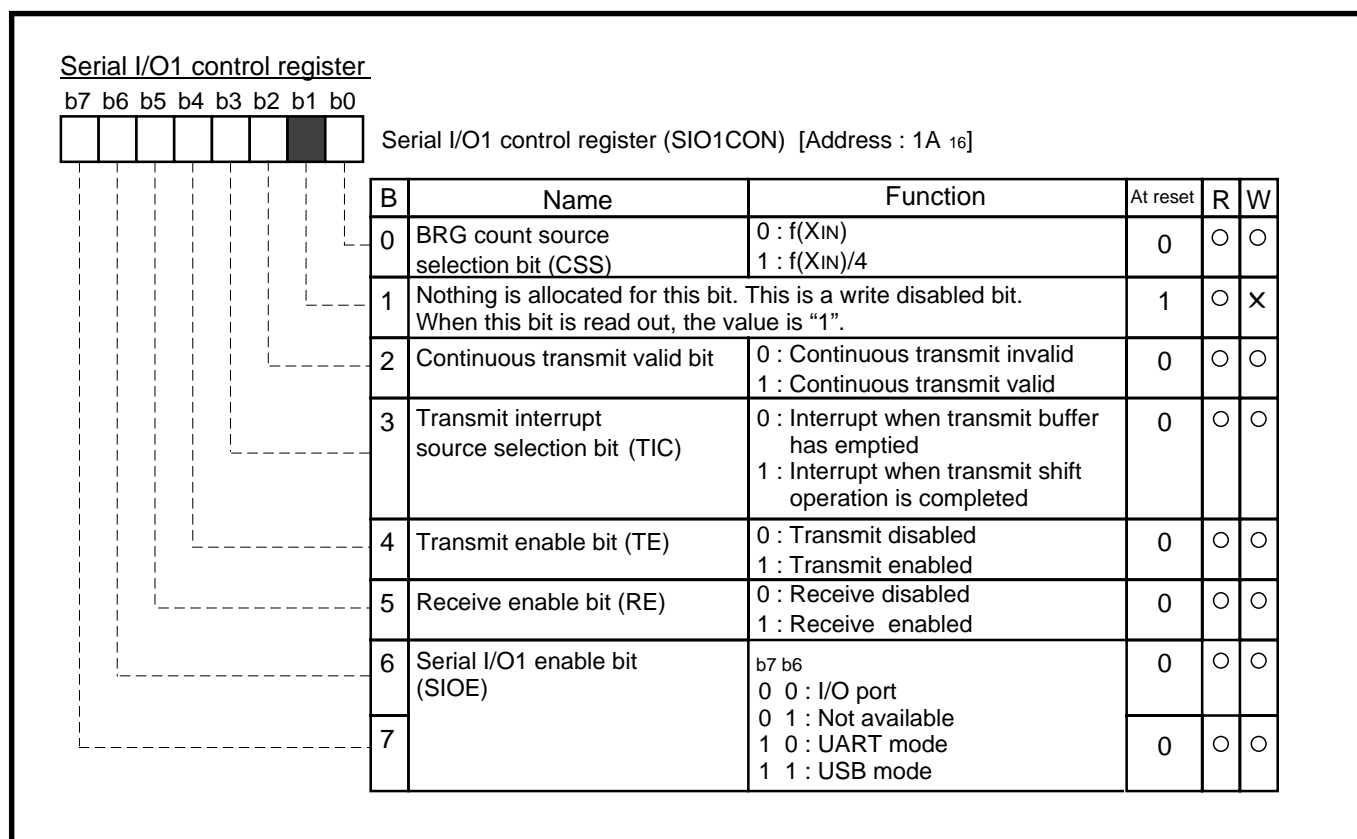 Serial I/O1 control register
b7 b6 b5 b4 b3 b2 b1 b0
Serial I/O1 control register (SIO1CON) [Address : 1A 16]
B Name Function At reset R W
0 BRG count source selection bit (CSS) 0 : f(XIN) 0 ○ ○
1 : f(XIN)/4
1 Nothing is allocated for this bit. This is a write disabled bit. 1 ○ ×
When this bit is read out, the value is “1”.
2 Continuous transmit valid bit 0 : Continuous transmit invalid 0 ○ ○
1 : Continuous transmit valid
3 Transmit interrupt source selection bit (TIC) 0 : Interrupt when transmit buffer 0 ○ ○
has emptied
1 : Interrupt when transmit shift
operation is completed
4 Transmit enable bit (TE) 0 : Transmit disabled 0 ○ ○
1 : Transmit enabled
5 Receive enable bit (RE) 0 : Receive disabled 0 ○ ○
1 : Receive enabled
6 Serial I/O1 enable bit (SIOE) b7 b6 0 ○ ○
0 0 : I/O port
0 1 : Not available
7 1 0 : UART mode 0 ○ ○
1 1 : USB mode